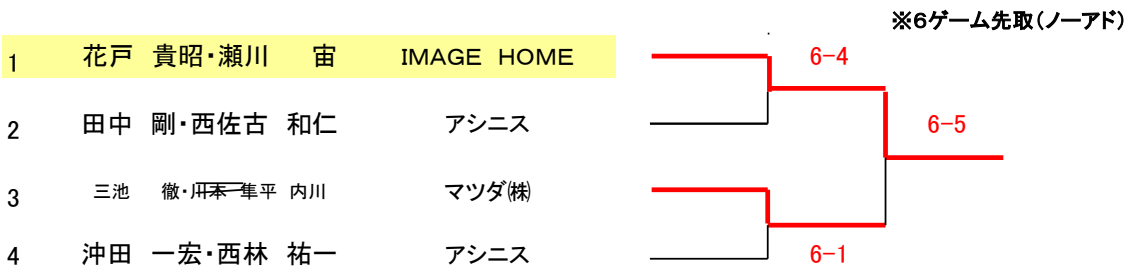 ※6ゲーム先取(ノーアド)
1 花戸 貴昭・瀬川 宙 IMAGE HOME 6-4
2 田中 剛・西佐古 和仁 アシニス 6-5
3 三池 徹・川本 隼平 内川 マツダ㈱
4 沖田 一宏・西林 祐一 アシニス 6-1